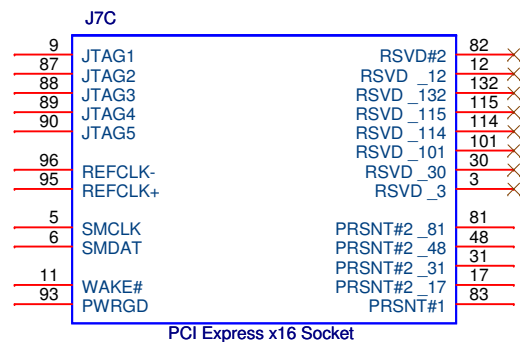 J7C
9 JTAG1 RSVD#2 82
87 JTAG2 RSVD _12 12
88 JTAG3 RSVD _132 132
89 JTAG4 RSVD _115 115
90 JTAG5 RSVD _114 114
RSVD _101 101
96 REFCLK- RSVD _30 30
95 REFCLK+ RSVD _3 3
5 SMCLK PRSNT#2 _81 81
6 SMDAT PRSNT#2 _48 48
PRSNT#2 _31 31
11 WAKE# PRSNT#2 _17 17
93 PWRGD PRSNT#1 83
PCI Express x16 Socket